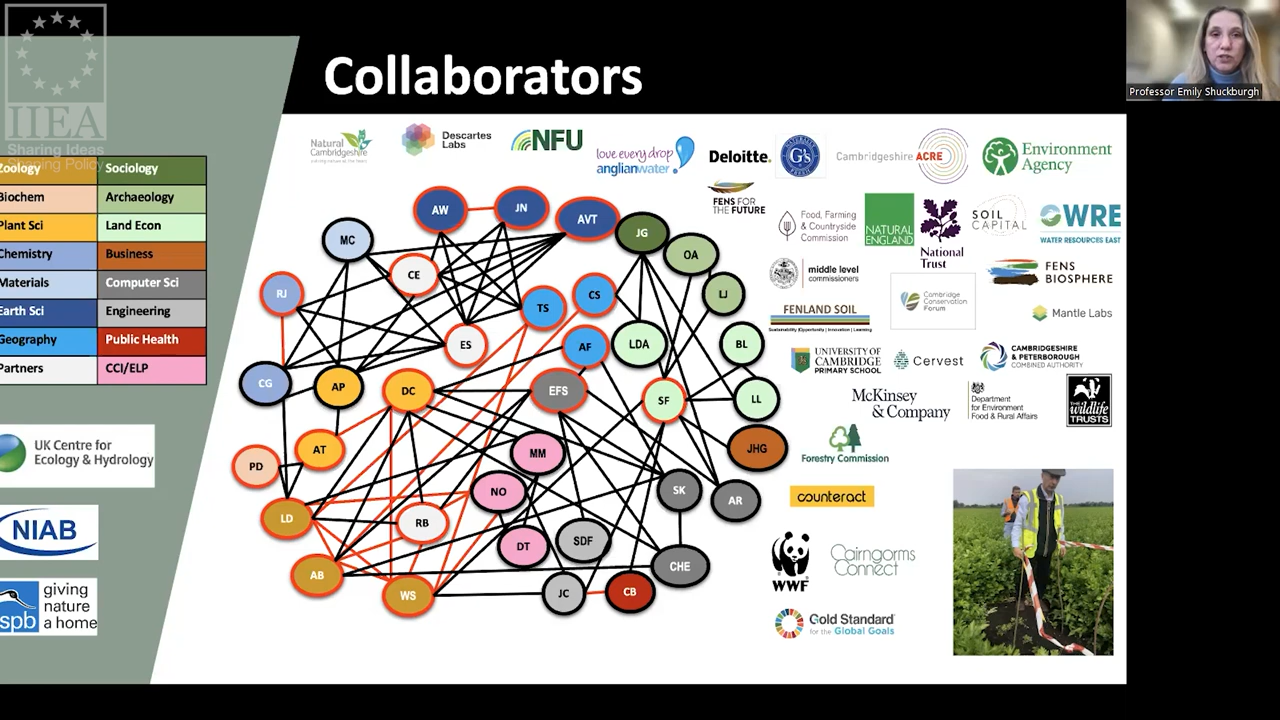 IIEA
Sharing Ideas
Shaping Policy
Collaborators
Professor Emily Shuckburgh
Zoology
Sociology
Biochem
Archaeology
Plant Sci
Land Econ
Chemistry
Business
Materials
Computer Sci
Earth Sci
Engineering
Geography
Public Health
Partners
CCI/ELP
UK Centre for
Ecology & Hydrology
NIAB
spb
giving
nature
a home
AW
JN
AVT
JG
MC
OA
CE
RJ
TS
CS
LJ
ES
AF
LDA
BL
CG
AP
DC
EFS
SF
LL
AT
MM
JHG
PD
NO
SK
AR
LD
RB
DT
SDF
CHE
AB
WS
JC
CB
Natural
Cambridgeshire
Descartes
Labs
NFU
love every drop
anglianwater
Deloitte.
G's
Cambridgeshire ACRE
Environment
Agency
FENS
FOR THE
FUTURE
Food, Farming
& Countryside
Commission
NATURAL
ENGLAND
National
Trust
SOIL
CAPITAL
WRE
WATER RESOURCES EAST
middle level
commissioners
FENS
BIOSPHERE
FENLAND SOIL
Sustainability | Opportunity | Innovation | Learning
Cambridge
Conservation
Forum
Mantle Labs
UNIVERSITY OF
CAMBRIDGE
PRIMARY SCHOOL
Cervest
CAMBRIDGESHIRE
& PETERBOROUGH
COMBINED AUTHORITY
McKinsey
& Company
Department
for Environment
Food & Rural Affairs
THE
wildlife
TRUSTS
Forestry Commission
counteract
WWF
Cairngorms
Connect
Gold Standard
for the Global Goals